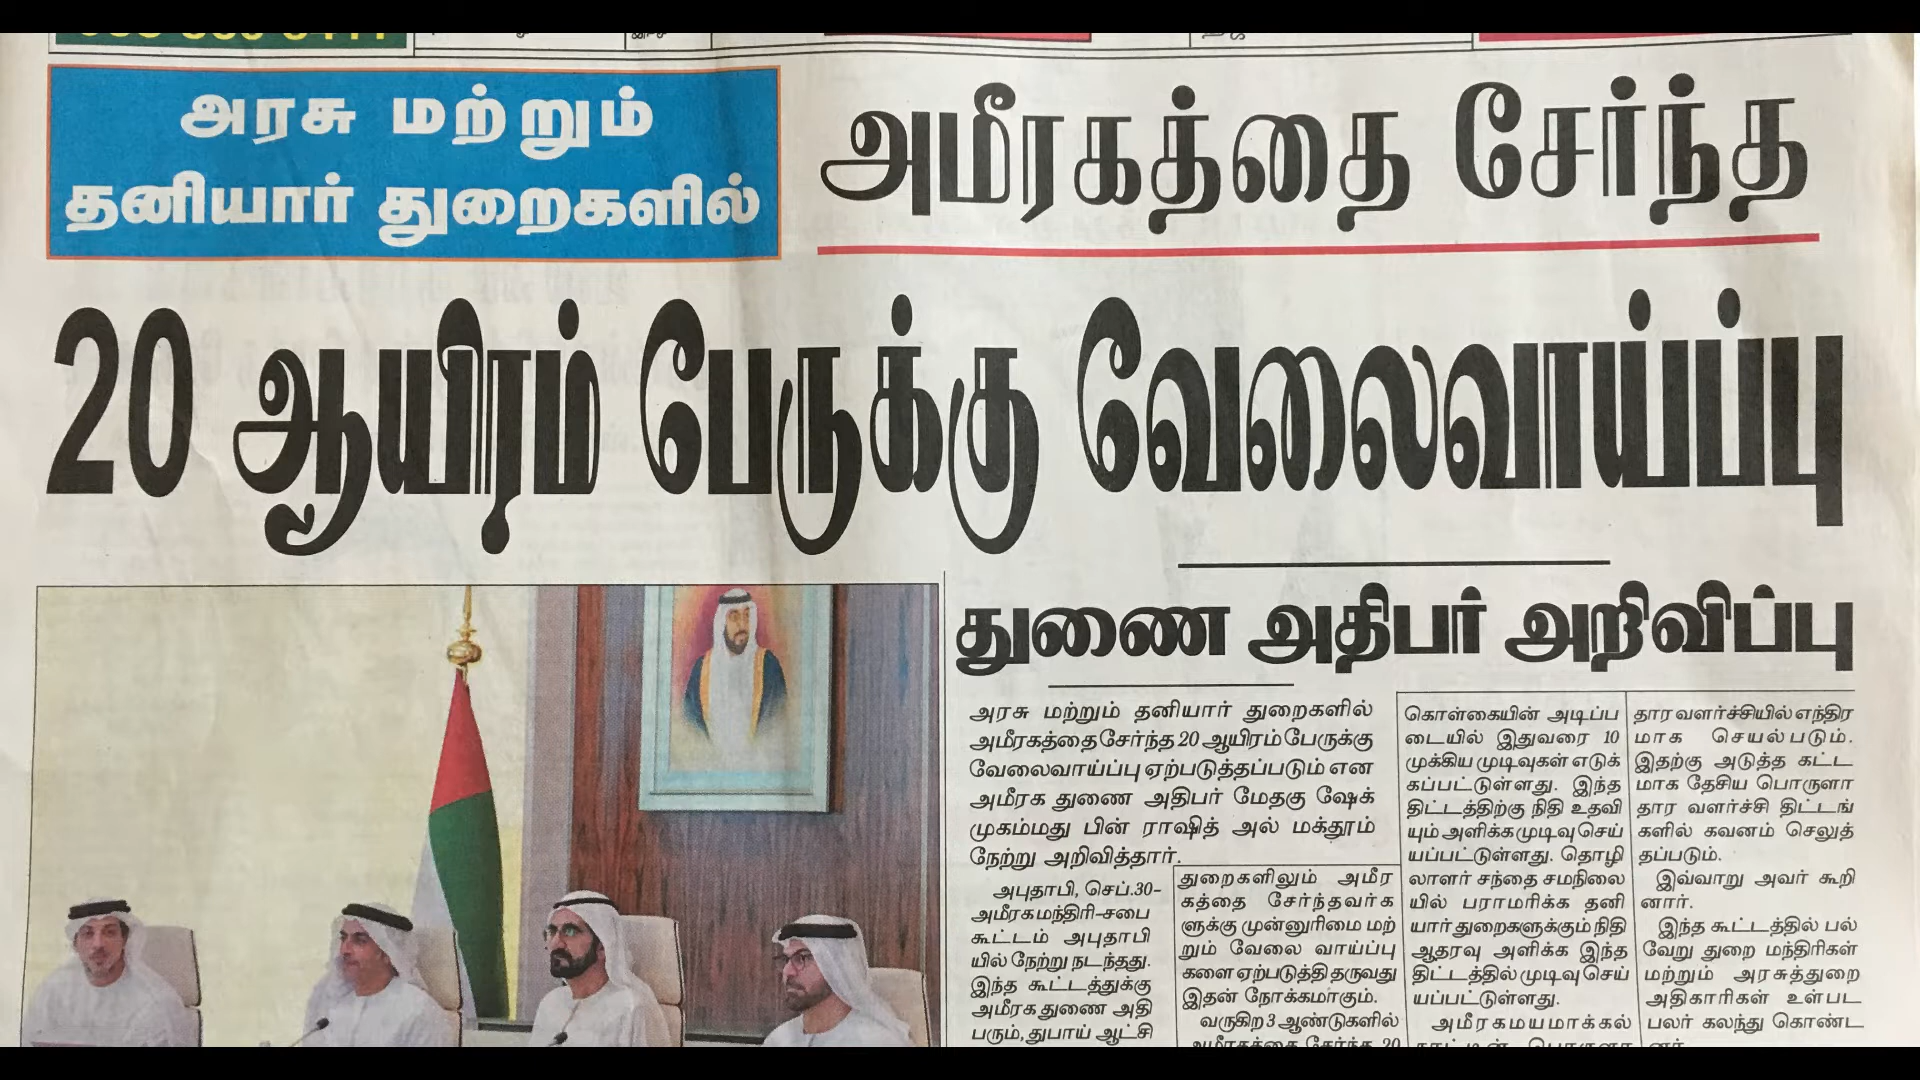 அரசு மற்றும்
தனியார் துறைகளில்
அமீரகத்தை சேர்ந்த
20 ஆயிரம் பேருக்கு வேலைவாய்ப்பு
துணை அதிபர் அறிவிப்பு
அரசு மற்றும் தனியார் துறைகளில்
அமீரகத்தை சேர்ந்த 20 ஆயிரம் பேருக்கு
வேலைவாய்ப்பு ஏற்படுத்தப்படும் என
அமீரக துணை அதிபர் மேதகு ஷேக்
முகம்மது பின் ராஷித் அல் மக்தூம்
நேற்று அறிவித்தார்.
அபுதாபி, செப்.30-
அமீரக மந்திரி-சபை
கூட்டம் அபுதாபி
யில் நேற்று நடந்தது.
இந்த கூட்டத்துக்கு
அமீரக துணை அதி
பரும், துபாய் ஆட்சி
துறைகளிலும் அமீர
கத்தை சேர்ந்தவர்க
ளுக்கு முன்னுரிமை மற்
றும் வேலை வாய்ப்பு
களை ஏற்படுத்தி தருவது
இதன் நோக்கமாகும்.
வருகிற 3 ஆண்டுகளில்
அமீரகத்தை சேர்ந்த 20
கொள்கையின் அடிப்ப
டையில் இதுவரை 10
முக்கிய முடிவுகள் எடுக்
கப்பட்டுள்ளது. இந்த
திட்டத்திற்கு நிதி உதவி
யும் அளிக்க முடிவு செய்
யப்பட்டுள்ளது. தொழி
லாளர் சந்தை சமநிலை
யில் பராமரிக்க தனி
யார் துறைகளுக்கும் நிதி
ஆதரவு அளிக்க இந்த
திட்டத்தில் முடிவு செய்
யப்பட்டுள்ளது.
அமீரகமயமாக்கல்
தார வளர்ச்சியில் எந்திர
மாக செயல்படும்.
இதற்கு அடுத்த கட்ட
மாக தேசிய பொருளா
தார வளர்ச்சி திட்டங்
களில் கவனம் செலுத்
தப்படும்.
இவ்வாறு அவர் கூறி
னார்.
இந்த கூட்டத்தில் பல்
வேறு துறை மந்திரிகள்
மற்றும் அரசுத்துறை
அதிகாரிகள் உள்பட
பலர் கலந்து கொண்ட